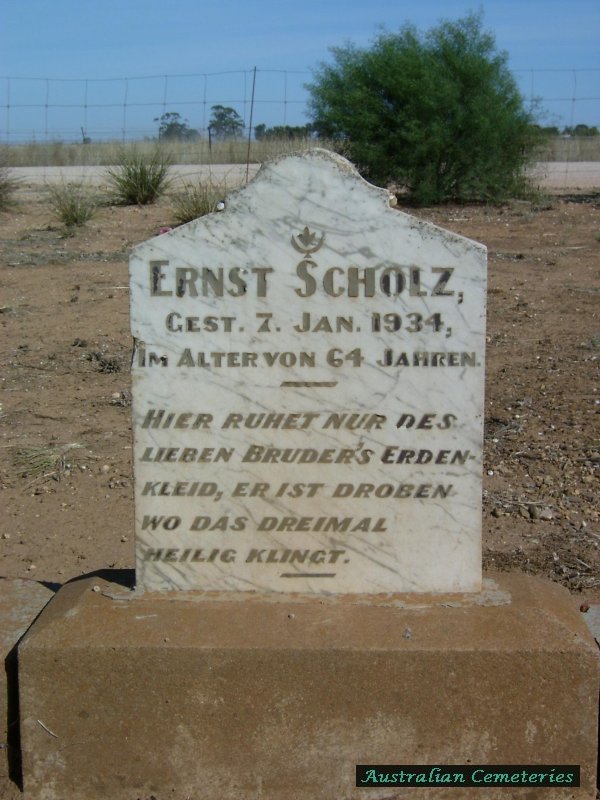 ERNST SCHOLZ,
GEST. 7. JAN. 1934,
IM ALTER VON 64 JAHREN.
HIER RUHET NUR DES
LIEBEN BRUDER'S ERDEN-
KLEID, ER IST DROBEN
WO DAS DREIMAL
HEILIG KLINGT.
Australian Cemeteries